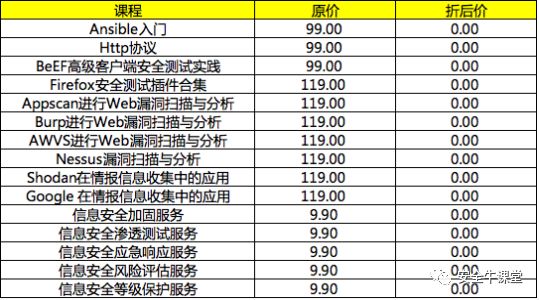 课程 原价 折后价
Ansible入门 99.00 0.00
Http协议 99.00 0.00
BeEF高级客户端安全测试实践 99.00 0.00
Firefox安全测试插件合集 119.00 0.00
Appscan进行Web漏洞扫描与分析 119.00 0.00
Burp进行Web漏洞扫描与分析 119.00 0.00
AWVS进行Web漏洞扫描与分析 119.00 0.00
Nessus漏洞扫描与分析 119.00 0.00
Shodan在情报信息收集中的应用 119.00 0.00
Google 在情报信息收集中的应用 119.00 0.00
信息安全加固服务 9.90 0.00
信息安全渗透测试服务 9.90 0.00
信息安全应急响应服务 9.90 0.00
信息安全风险评估服务 9.90 0.00
信息安全等级保护服务 9.90 0.00
安全牛课堂